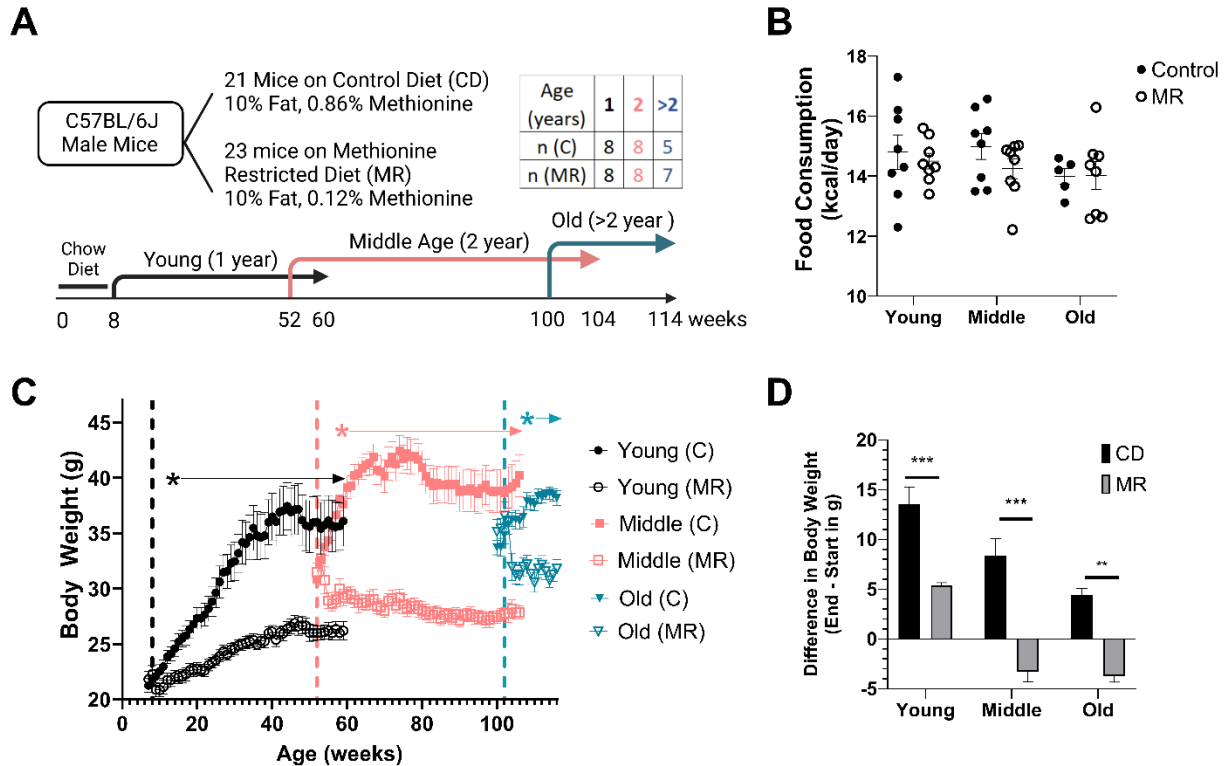 A
C57BL/6J
Male Mice
21 Mice on Control Diet (CD)
10% Fat, 0.86% Methionine
23 mice on Methionine
Restricted Diet (MR)
10% Fat, 0.12% Methionine
Age (years) 1 2 >2
n (C) 8 8 5
n (MR) 8 8 7
Chow
Diet
Young (1 year)
Middle Age (2 year)
Old (>2 year )
0 8 52 60 100 104 114 weeks
B
Food Consumption
(kcal/day)
18
16
14
12
10
Young Middle Old
Control
MR
C
Body Weight (g)
45
40
35
30
25
20
0 20 40 60 80 100
Age (weeks)
* * *
Young (C)
Young (MR)
Middle (C)
Middle (MR)
Old (C)
Old (MR)
D
Difference in Body Weight
(End - Start in g)
20
15
10
5
0
-5
*** *** **
Young Middle Old
CD
MR